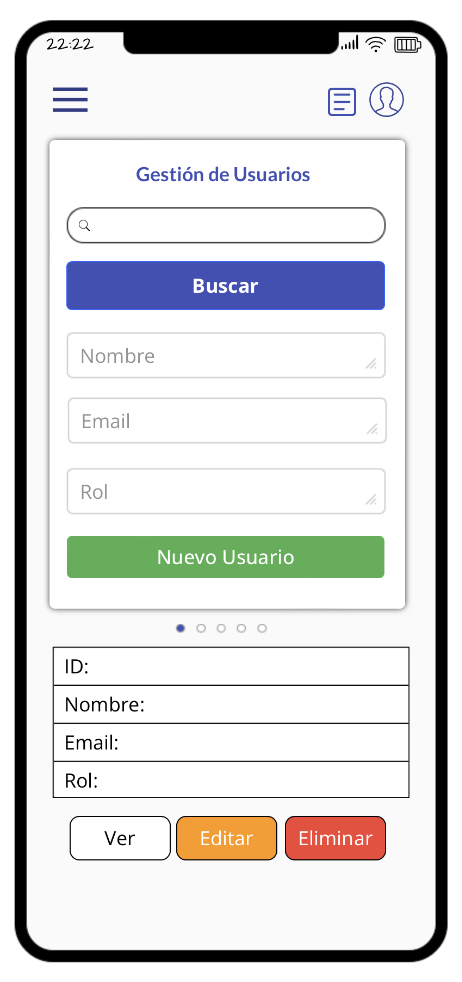 22:22
Gestión de Usuarios
Buscar
Nombre
Email
Rol
Nuevo Usuario
ID:
Nombre:
Email:
Rol:
Ver Editar Eliminar